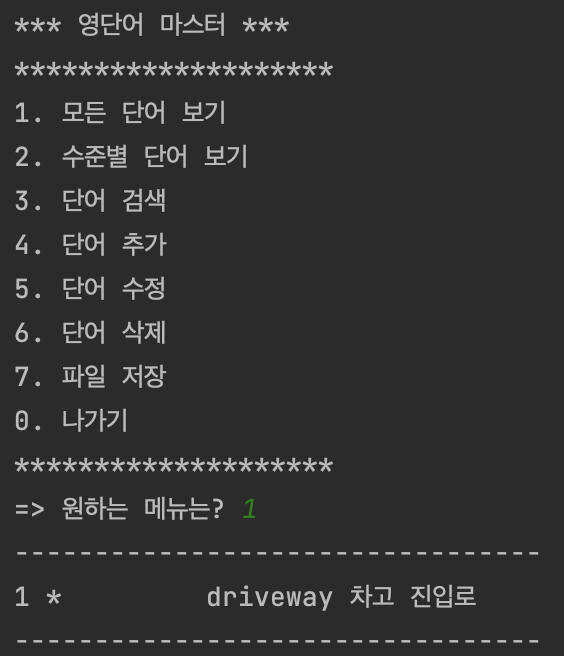 *** 영단어 마스터 ***
********************
1. 모든 단어 보기
2. 수준별 단어 보기
3. 단어 검색
4. 단어 추가
5. 단어 수정
6. 단어 삭제
7. 파일 저장
0. 나가기
********************
=> 원하는 메뉴는? 1
---------------------------------
1 *         driveway 차고 진입로
---------------------------------